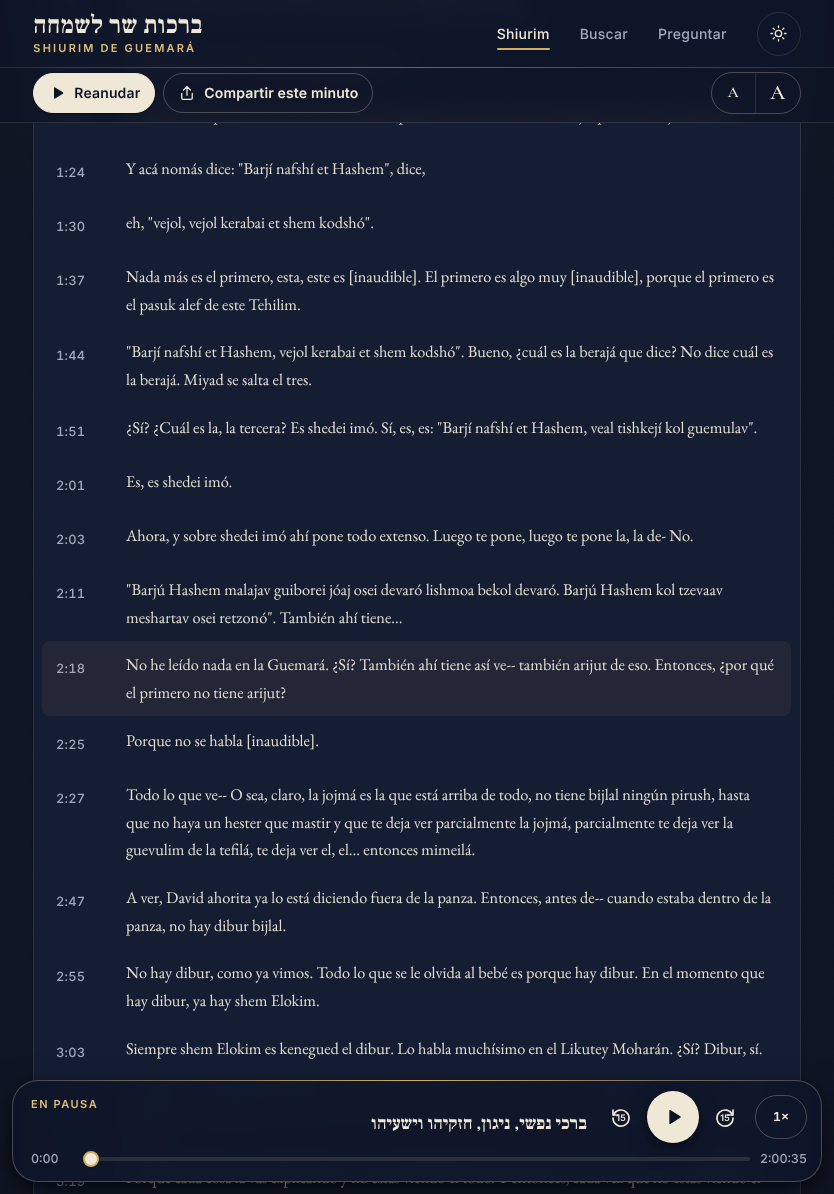 ברכות שר לשמחה
SHIURIM DE GUEMARÁ
Shiurim
Buscar
Preguntar
Reanudar
Compartir este minuto
A
A
1:24
Y acá nomás dice: "Barjí nafshí et Hashem", dice,
1:30
eh, "vejol, vejol kerabai et shem kodshó".
1:37
Nada más es el primero, esta, este es [inaudible]. El primero es algo muy [inaudible], porque el primero es
el pasuk alef de este Tehilim.
1:44
"Barjí nafshí et Hashem, vejol kerabai et shem kodshó". Bueno, ¿cuál es la berajá que dice? No dice cuál es
la berajá. Miyad se salta el tres.
1:51
¿Sí? ¿Cuál es la, la tercera? Es shedei imó. Sí, es, es: "Barjí nafshí et Hashem, veal tishkejí kol guemulav".
2:01
Es, es shedei imó.
2:03
Ahora, y sobre shedei imó ahí pone todo extenso. Luego te pone, luego te pone la, la de- No.
2:11
"Barjú Hashem malajav guiborei jóaj osei devaró lishmoa bekol devaró. Barjú Hashem kol tzevaav
meshartav osei retzonó". También ahí tiene...
2:18
No he leído nada en la Guemará. ¿Sí? También ahí tiene así ve-- también arijut de eso. Entonces, ¿por qué
el primero no tiene arijut?
2:25
Porque no se habla [inaudible].
2:27
Todo lo que ve-- O sea, claro, la jojmá es la que está arriba de todo, no tiene bijlal ningún pirush, hasta
que no haya un hester que mastir y que te deja ver parcialmente la jojmá, parcialmente te deja ver la
guevulim de la tefilá, te deja ver el, el... entonces mimeilá.
2:47
A ver, David ahorita ya lo está diciendo fuera de la panza. Entonces, antes de-- cuando estaba dentro de la
panza, no hay dibur bijlal.
2:55
No hay dibur, como ya vimos. Todo lo que se le olvida al bebé es porque hay dibur. En el momento que
hay dibur, ya hay shem Elokim.
3:03
Siempre shem Elokim es kenegued el dibur. Lo habla muchísimo en el Likutey Moharán. ¿Sí? Dibur, sí.
EN PAUSA
ברכי נפשי, ניגון, חזקיהו וישעיהו
15
15
1×
0:00
2:00:35